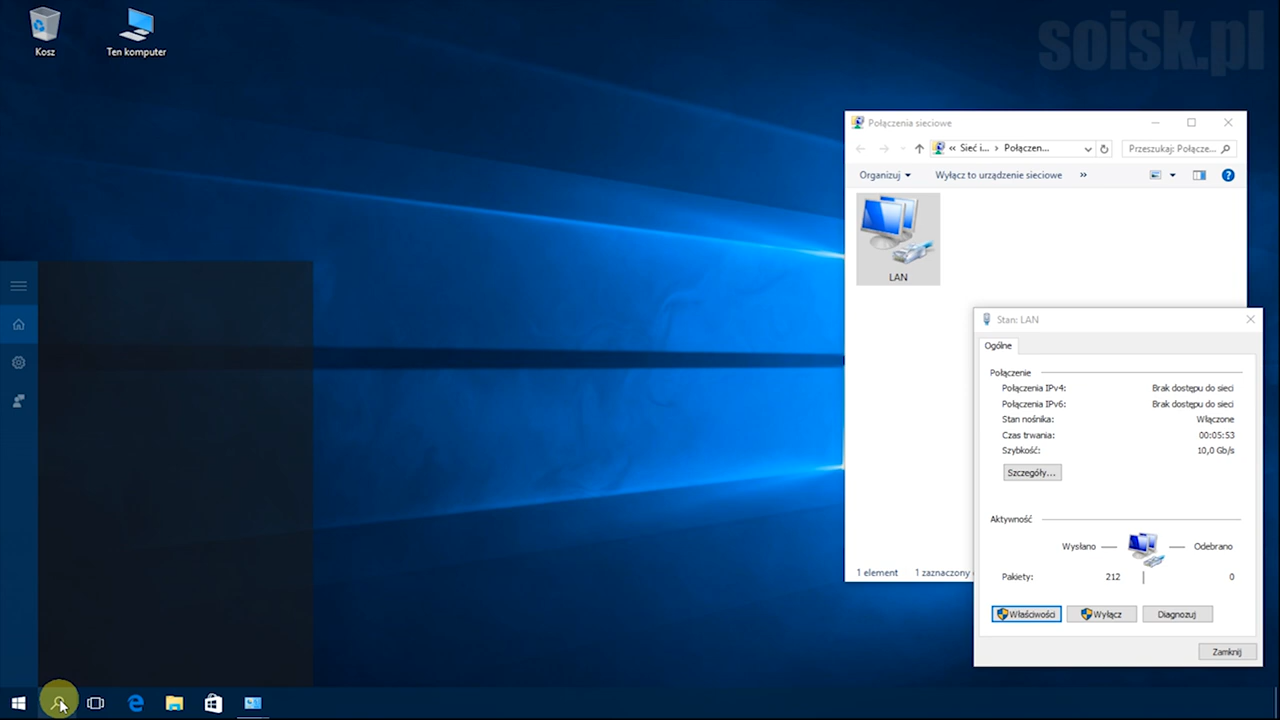 soisk.pl
Kosz
Ten komputer
Połączenia sieciowe
« Sieć i... › Połączen...
Przeszukaj: Połącze...
Organizuj
Wyłącz to urządzenie sieciowe
»
LAN
1 element
1 zaznaczony
Stan: LAN
Ogólne
Połączenie
Połączenia IPv4: Brak dostępu do sieci
Połączenia IPv6: Brak dostępu do sieci
Stan nośnika: Włączone
Czas trwania: 00:05:53
Szybkość: 10,0 Gb/s
Szczegóły...
Aktywność
Wysłano — — Odebrano
Pakiety: 212 0
Właściwości
Wyłącz
Diagnozuj
Zamknij